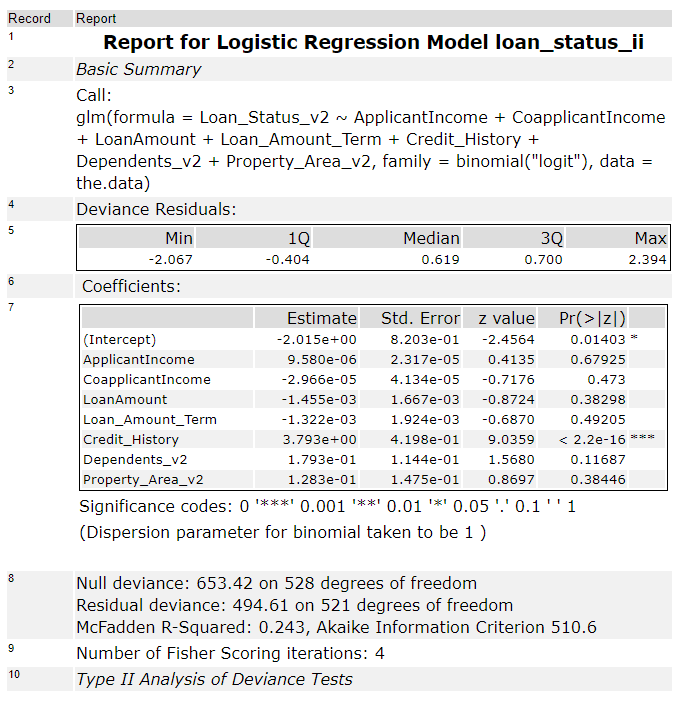 Record Report
1 Report for Logistic Regression Model loan_status_ii
2 Basic Summary
3 Call:
glm(formula = Loan_Status_v2 ~ ApplicantIncome + CoapplicantIncome
+ LoanAmount + Loan_Amount_Term + Credit_History +
Dependents_v2 + Property_Area_v2, family = binomial("logit"), data =
the.data)
4 Deviance Residuals:
5 Min 1Q Median 3Q Max
-2.067 -0.404 0.619 0.700 2.394
6 Coefficients:
7 Estimate Std. Error z value Pr(>|z|)
(Intercept) -2.015e+00 8.203e-01 -2.4564 0.01403 *
ApplicantIncome 9.580e-06 2.317e-05 0.4135 0.67925
CoapplicantIncome -2.966e-05 4.134e-05 -0.7176 0.473
LoanAmount -1.455e-03 1.667e-03 -0.8724 0.38298
Loan_Amount_Term -1.322e-03 1.924e-03 -0.6870 0.49205
Credit_History 3.793e+00 4.198e-01 9.0359 < 2.2e-16 ***
Dependents_v2 1.793e-01 1.144e-01 1.5680 0.11687
Property_Area_v2 1.283e-01 1.475e-01 0.8697 0.38446
Significance codes: 0 '***' 0.001 '**' 0.01 '*' 0.05 '.' 0.1 ' ' 1
(Dispersion parameter for binomial taken to be 1 )
8 Null deviance: 653.42 on 528 degrees of freedom
Residual deviance: 494.61 on 521 degrees of freedom
McFadden R-Squared: 0.243, Akaike Information Criterion 510.6
9 Number of Fisher Scoring iterations: 4
10 Type II Analysis of Deviance Tests